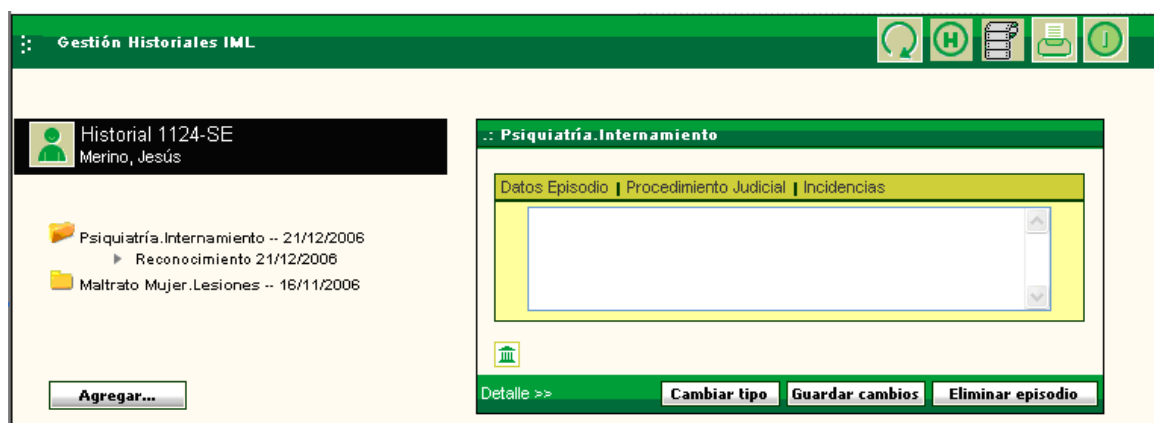 .: Gestión Historiales IML
H
Historial 1124-SE
Merino, Jesús
Psiquiatría.Internamiento -- 21/12/2006
Reconocimiento 21/12/2006
Maltrato Mujer.Lesiones -- 16/11/2006
Agregar...
.: Psiquiatría.Internamiento
Datos Episodio | Procedimiento Judicial | Incidencias
Detalle >>
Cambiar tipo
Guardar cambios
Eliminar episodio